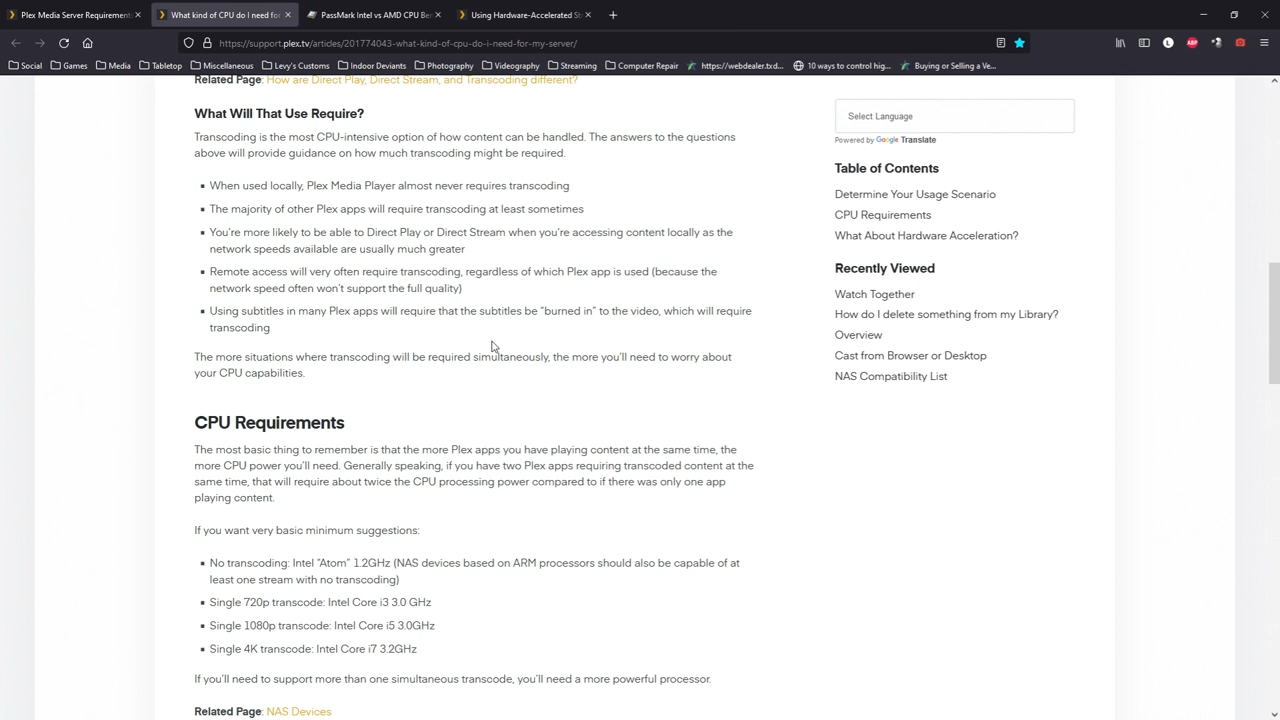 Plex Media Server Requirement
What kind of CPU do I need fo
PassMark Intel vs AMD CPU Be
Using Hardware-Accelerated St
https://support.plex.tv/articles/201774043-what-kind-of-cpu-do-i-need-for-my-server/
Social
Games
Media
Tabletop
Miscellaneous
Levy's Customs
Indoor Deviants
Photography
Videography
Streaming
Computer Repair
https://webdealer.txd...
10 ways to control hig...
Buying or Selling a Ve...
Related Page: How are Direct Play, Direct Stream, and Transcoding different?
What Will That Use Require?
Transcoding is the most CPU-intensive option of how content can be handled. The answers to the questions
above will provide guidance on how much transcoding might be required.
▪ When used locally, Plex Media Player almost never requires transcoding
▪ The majority of other Plex apps will require transcoding at least sometimes
▪ You're more likely to be able to Direct Play or Direct Stream when you're accessing content locally as the
network speeds available are usually much greater
▪ Remote access will very often require transcoding, regardless of which Plex app is used (because the
network speed often won't support the full quality)
▪ Using subtitles in many Plex apps will require that the subtitles be "burned in" to the video, which will require
transcoding
The more situations where transcoding will be required simultaneously, the more you'll need to worry about
your CPU capabilities.
CPU Requirements
The most basic thing to remember is that the more Plex apps you have playing content at the same time, the
more CPU power you'll need. Generally speaking, if you have two Plex apps requiring transcoded content at the
same time, that will require about twice the CPU processing power compared to if there was only one app
playing content.
If you want very basic minimum suggestions:
▪ No transcoding: Intel "Atom" 1.2GHz (NAS devices based on ARM processors should also be capable of at
least one stream with no transcoding)
▪ Single 720p transcode: Intel Core i3 3.0 GHz
▪ Single 1080p transcode: Intel Core i5 3.0GHz
▪ Single 4K transcode: Intel Core i7 3.2GHz
If you'll need to support more than one simultaneous transcode, you'll need a more powerful processor.
Related Page: NAS Devices
Select Language
Powered by Google Translate
Table of Contents
Determine Your Usage Scenario
CPU Requirements
What About Hardware Acceleration?
Recently Viewed
Watch Together
How do I delete something from my Library?
Overview
Cast from Browser or Desktop
NAS Compatibility List